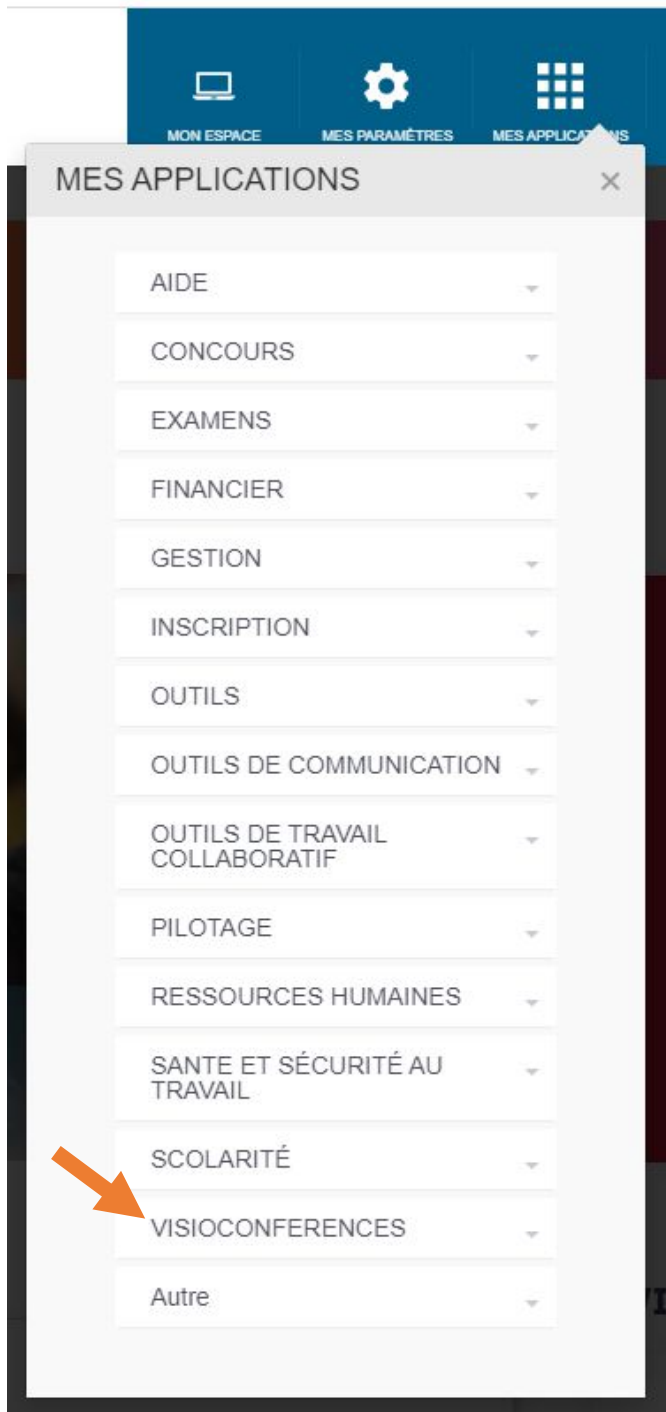 MON ESPACE MES PARAMÈTRES MES APPLICATIONS
MES APPLICATIONS ×
AIDE
CONCOURS
EXAMENS
FINANCIER
GESTION
INSCRIPTION
OUTILS
OUTILS DE COMMUNICATION
OUTILS DE TRAVAIL
COLLABORATIF
PILOTAGE
RESSOURCES HUMAINES
SANTE ET SÉCURITÉ AU
TRAVAIL
SCOLARITÉ
VISIOCONFERENCES
Autre